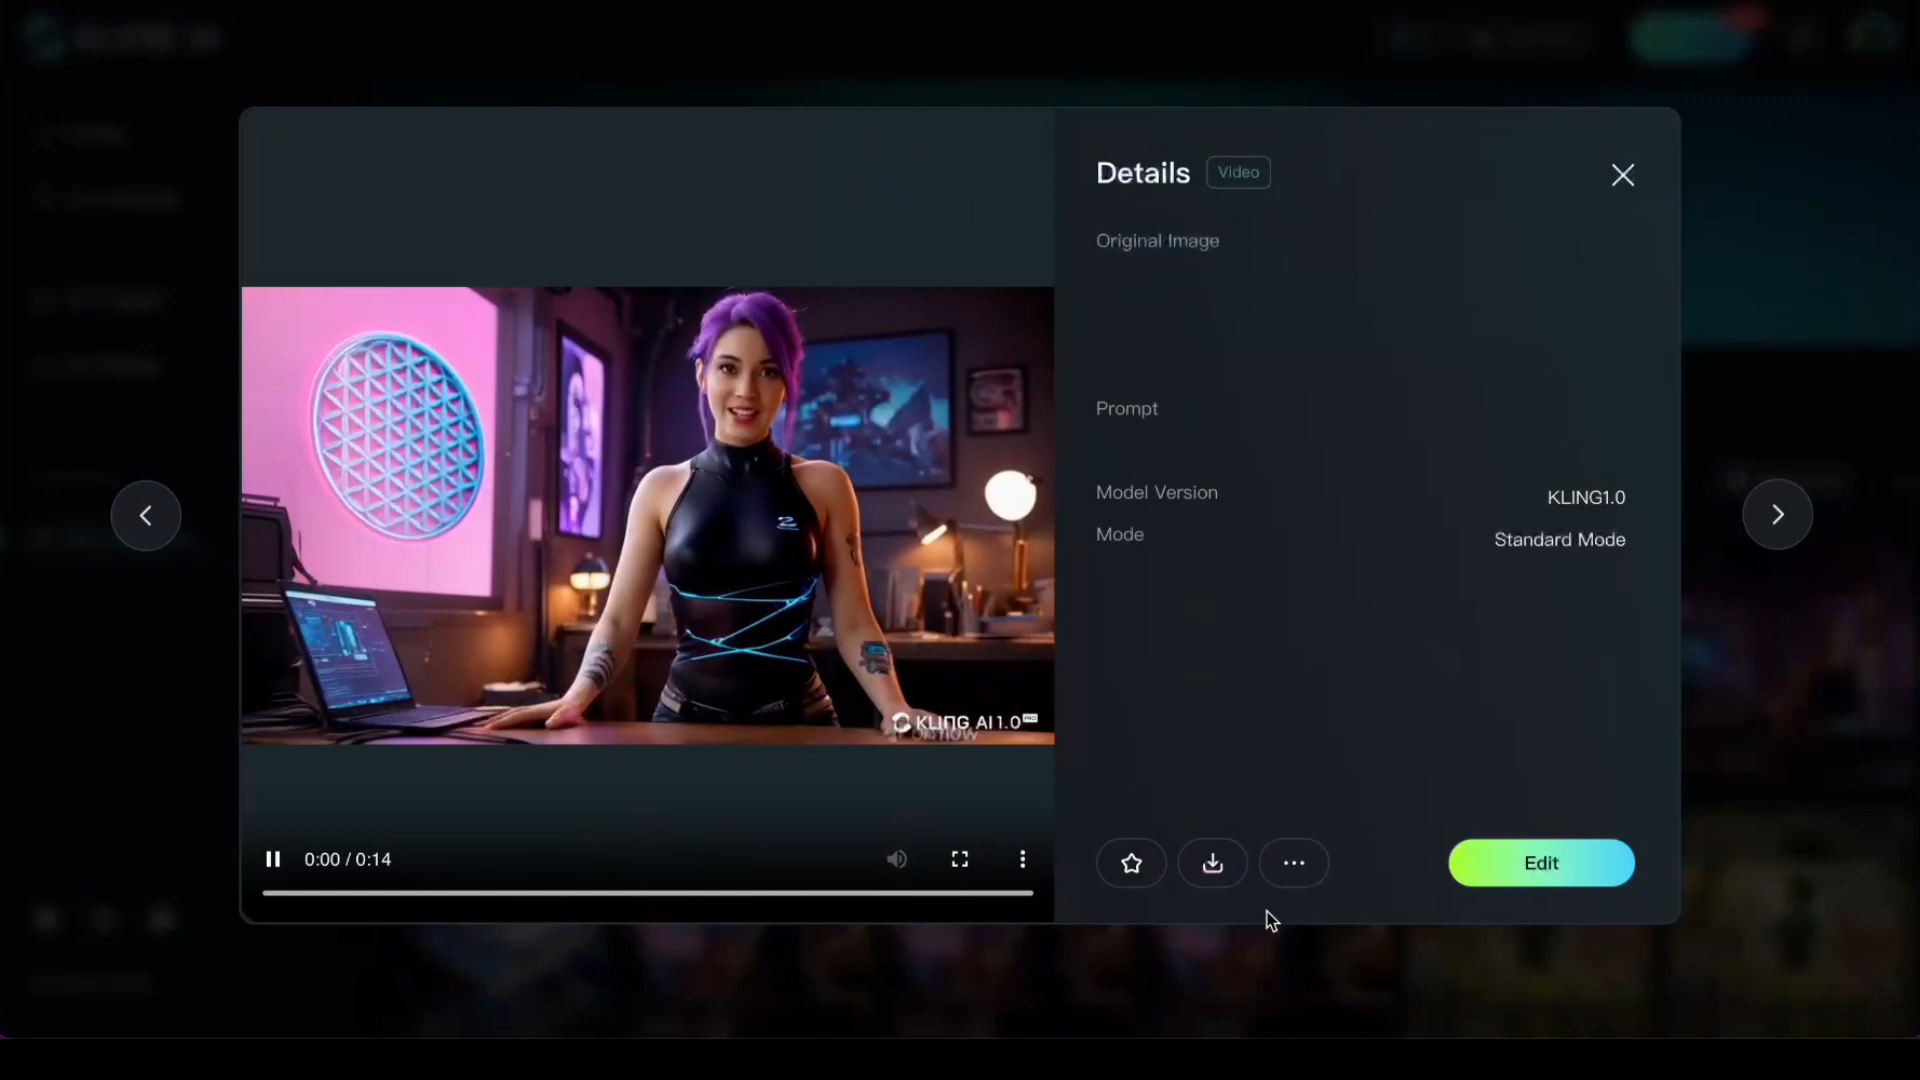 Details Video
Original Image
Prompt
Model Version KLING1.0
Mode Standard Mode
KLING AI 1.0 PRO
0:00 / 0:14
Edit